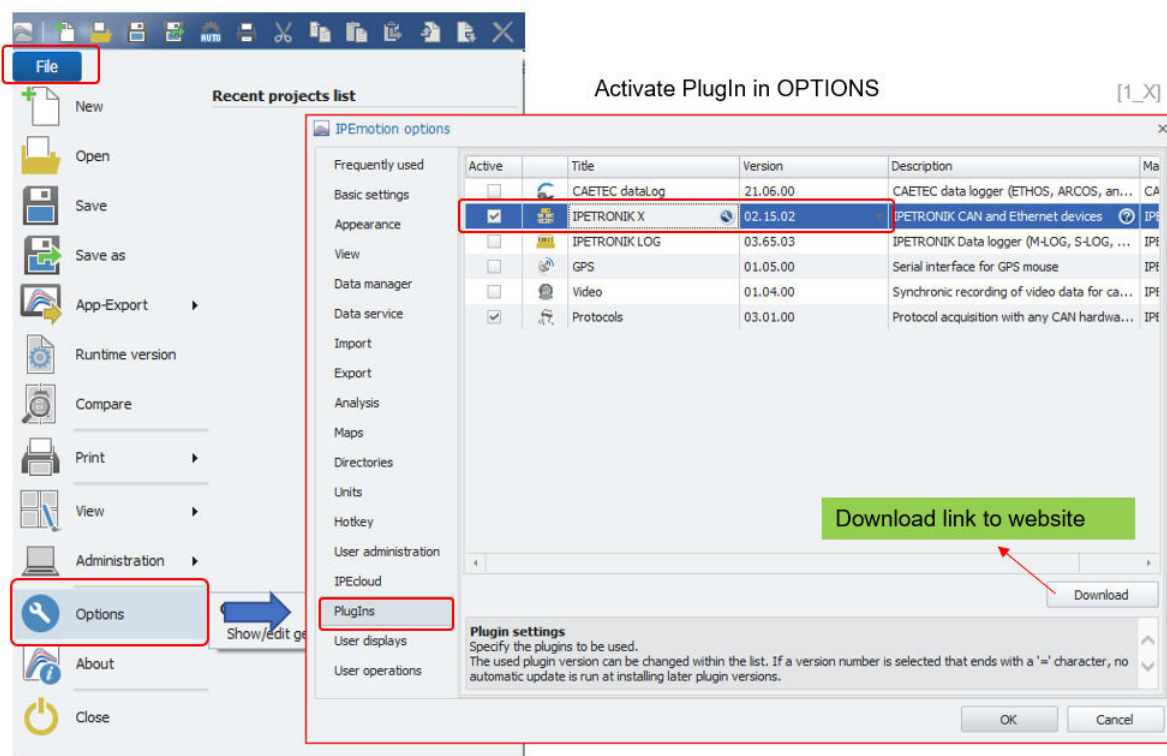 AUTO
File
Recent projects list
New
Open
Save
Save as
App-Export
Runtime version
Compare
Print
View
Administration
Options
Show/edit ge
About
Close
Activate PlugIn in OPTIONS
[1_X]
IPEmotion options
Frequently used
Basic settings
Appearance
View
Data manager
Data service
Import
Export
Analysis
Maps
Directories
Units
Hotkey
User administration
IPEcloud
PlugIns
User displays
User operations
Active Title Version Description Ma
CAETEC dataLog 21.06.00 CAETEC data logger (ETHOS, ARCOS, an... CA
IPETRONIK X 02.15.02 IPETRONIK CAN and Ethernet devices IPE
IPETRONIK LOG 03.65.03 IPETRONIK Data logger (M-LOG, S-LOG, ... IPE
GPS 01.05.00 Serial interface for GPS mouse IPE
Video 01.04.00 Synchronic recording of video data for ca... IPE
Protocols 03.01.00 Protocol acquisition with any CAN hardwa... IPE
Download link to website
Download
Plugin settings
Specify the plugins to be used.
The used plugin version can be changed within the list. If a version number is selected that ends with a '=' character, no
automatic update is run at installing later plugin versions.
OK Cancel